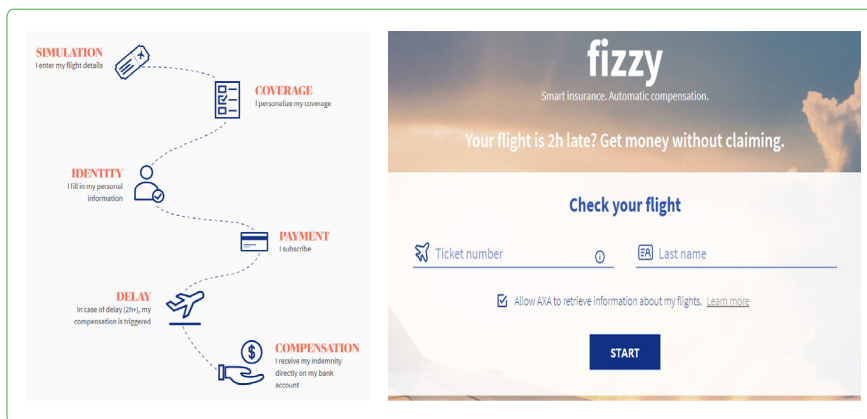 SIMULATION
I enter my flight details
COVERAGE
I personalize my coverage
IDENTITY
I fill in my personal
information
PAYMENT
I subscribe
DELAY
In case of delay (2h+), my
compensation is triggered
COMPENSATION
I receive my indemnity
directly on my bank
account
fizzy
Smart insurance. Automatic compensation.
Your flight is 2h late? Get money without claiming.
Check your flight
Ticket number
Last name
Allow AXA to retrieve information about my flights. Learn more
START